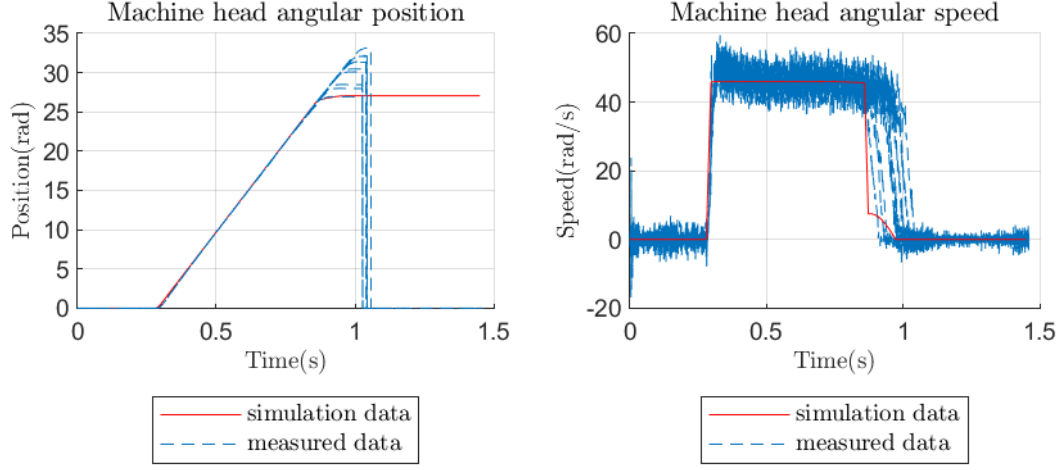 Machine head angular position
35
30
25
20
15
10
5
0
Position(rad)
0
0.5
1
1.5
Time(s)
simulation data
measured data
Machine head angular speed
60
40
20
0
-20
Speed(rad/s)
0
0.5
1
1.5
Time(s)
simulation data
measured data